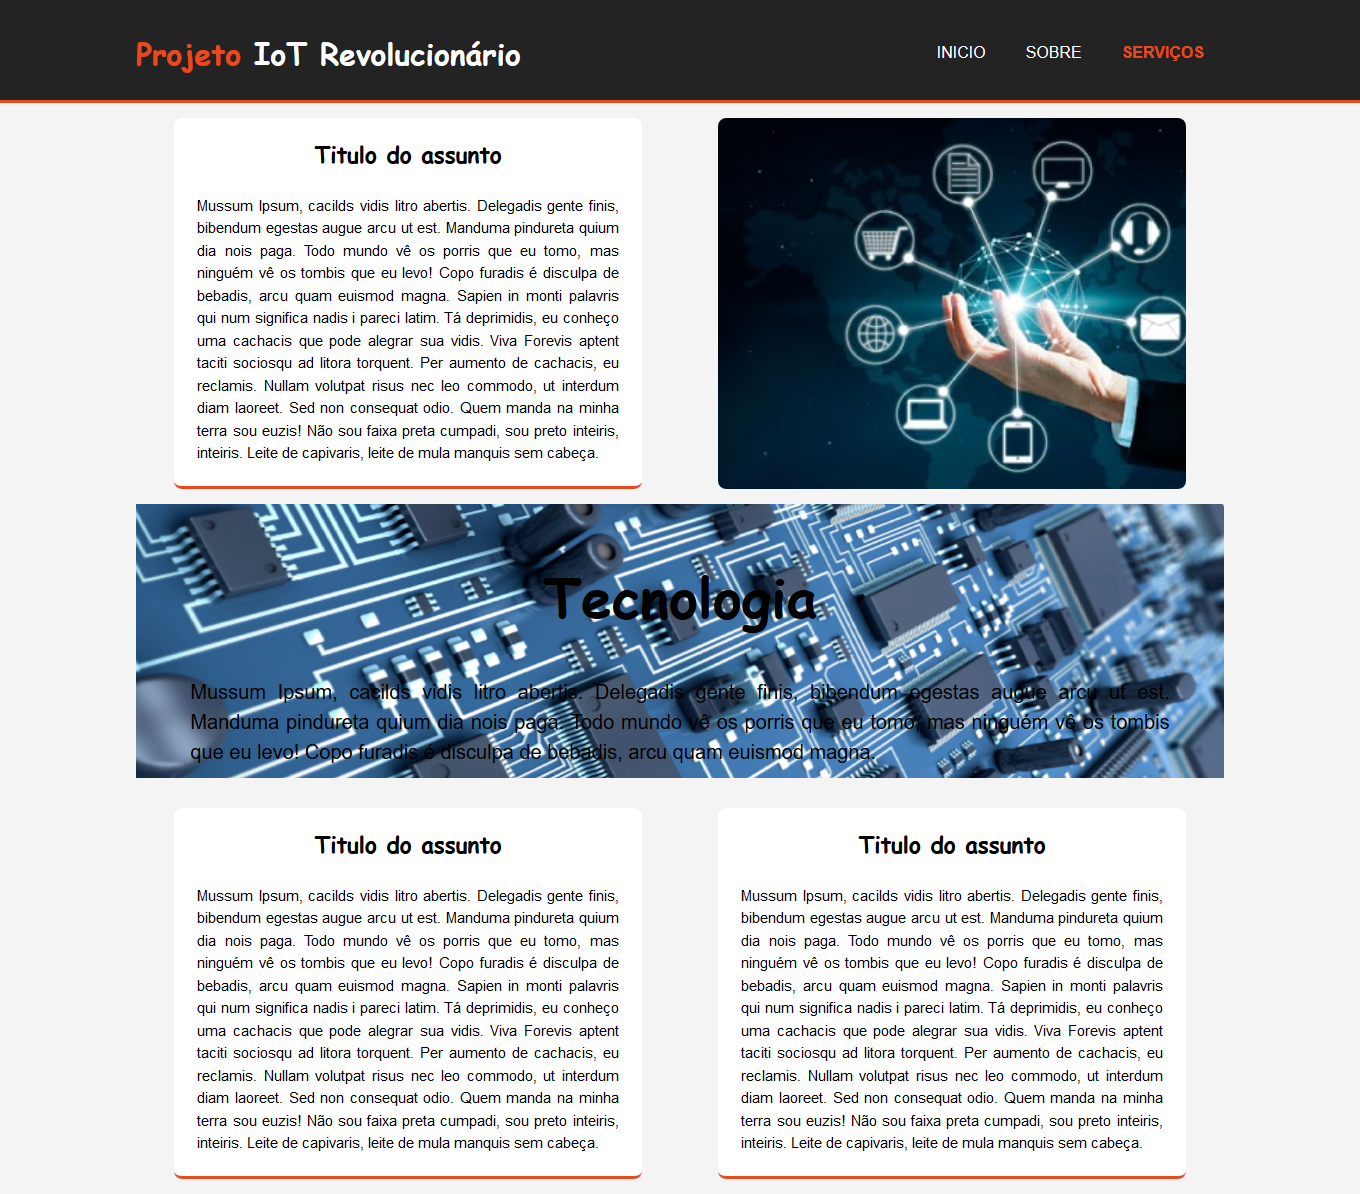 Projeto IoT Revolucionário
INICIO SOBRE SERVIÇOS
Titulo do assunto
Mussum Ipsum, cacilds vidis litro abertis. Delegadis gente finis,
bibendum egestas augue arcu ut est. Manduma pindureta quium
dia nois paga. Todo mundo vê os porris que eu tomo, mas
ninguém vê os tombis que eu levo! Copo furadis é disculpa de
bebadis, arcu quam euismod magna. Sapien in monti palavris
qui num significa nadis i pareci latim. Tá deprimidis, eu conheço
uma cachacis que pode alegrar sua vidis. Viva Forevis aptent
taciti sociosqu ad litora torquent. Per aumento de cachacis, eu
reclamis. Nullam volutpat risus nec leo commodo, ut interdum
diam laoreet. Sed non consequat odio. Quem manda na minha
terra sou euzis! Não sou faixa preta cumpadi, sou preto inteiris,
inteiris. Leite de capivaris, leite de mula manquis sem cabeça.
Tecnologia
Mussum Ipsum, cacilds vidis litro abertis. Delegadis gente finis, bibendum egestas augue arcu ut est.
Manduma pindureta quium dia nois paga. Todo mundo vê os porris que eu tomo, mas ninguém vê os tombis
que eu levo! Copo furadis é disculpa de bebadis, arcu quam euismod magna.
Titulo do assunto
Mussum Ipsum, cacilds vidis litro abertis. Delegadis gente finis,
bibendum egestas augue arcu ut est. Manduma pindureta quium
dia nois paga. Todo mundo vê os porris que eu tomo, mas
ninguém vê os tombis que eu levo! Copo furadis é disculpa de
bebadis, arcu quam euismod magna. Sapien in monti palavris
qui num significa nadis i pareci latim. Tá deprimidis, eu conheço
uma cachacis que pode alegrar sua vidis. Viva Forevis aptent
taciti sociosqu ad litora torquent. Per aumento de cachacis, eu
reclamis. Nullam volutpat risus nec leo commodo, ut interdum
diam laoreet. Sed non consequat odio. Quem manda na minha
terra sou euzis! Não sou faixa preta cumpadi, sou preto inteiris,
inteiris. Leite de capivaris, leite de mula manquis sem cabeça.
Titulo do assunto
Mussum Ipsum, cacilds vidis litro abertis. Delegadis gente finis,
bibendum egestas augue arcu ut est. Manduma pindureta quium
dia nois paga. Todo mundo vê os porris que eu tomo, mas
ninguém vê os tombis que eu levo! Copo furadis é disculpa de
bebadis, arcu quam euismod magna. Sapien in monti palavris
qui num significa nadis i pareci latim. Tá deprimidis, eu conheço
uma cachacis que pode alegrar sua vidis. Viva Forevis aptent
taciti sociosqu ad litora torquent. Per aumento de cachacis, eu
reclamis. Nullam volutpat risus nec leo commodo, ut interdum
diam laoreet. Sed non consequat odio. Quem manda na minha
terra sou euzis! Não sou faixa preta cumpadi, sou preto inteiris,
inteiris. Leite de capivaris, leite de mula manquis sem cabeça.